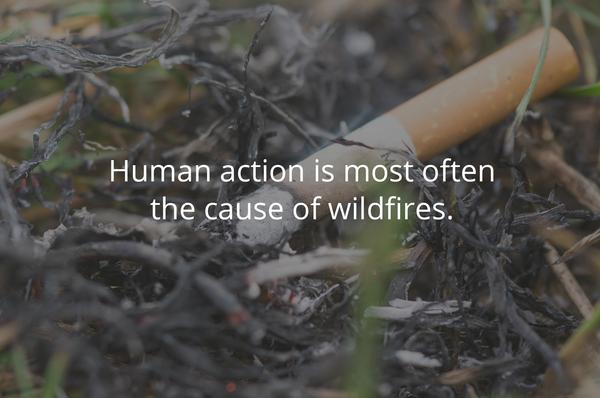 Human action is most often
the cause of wildfires.